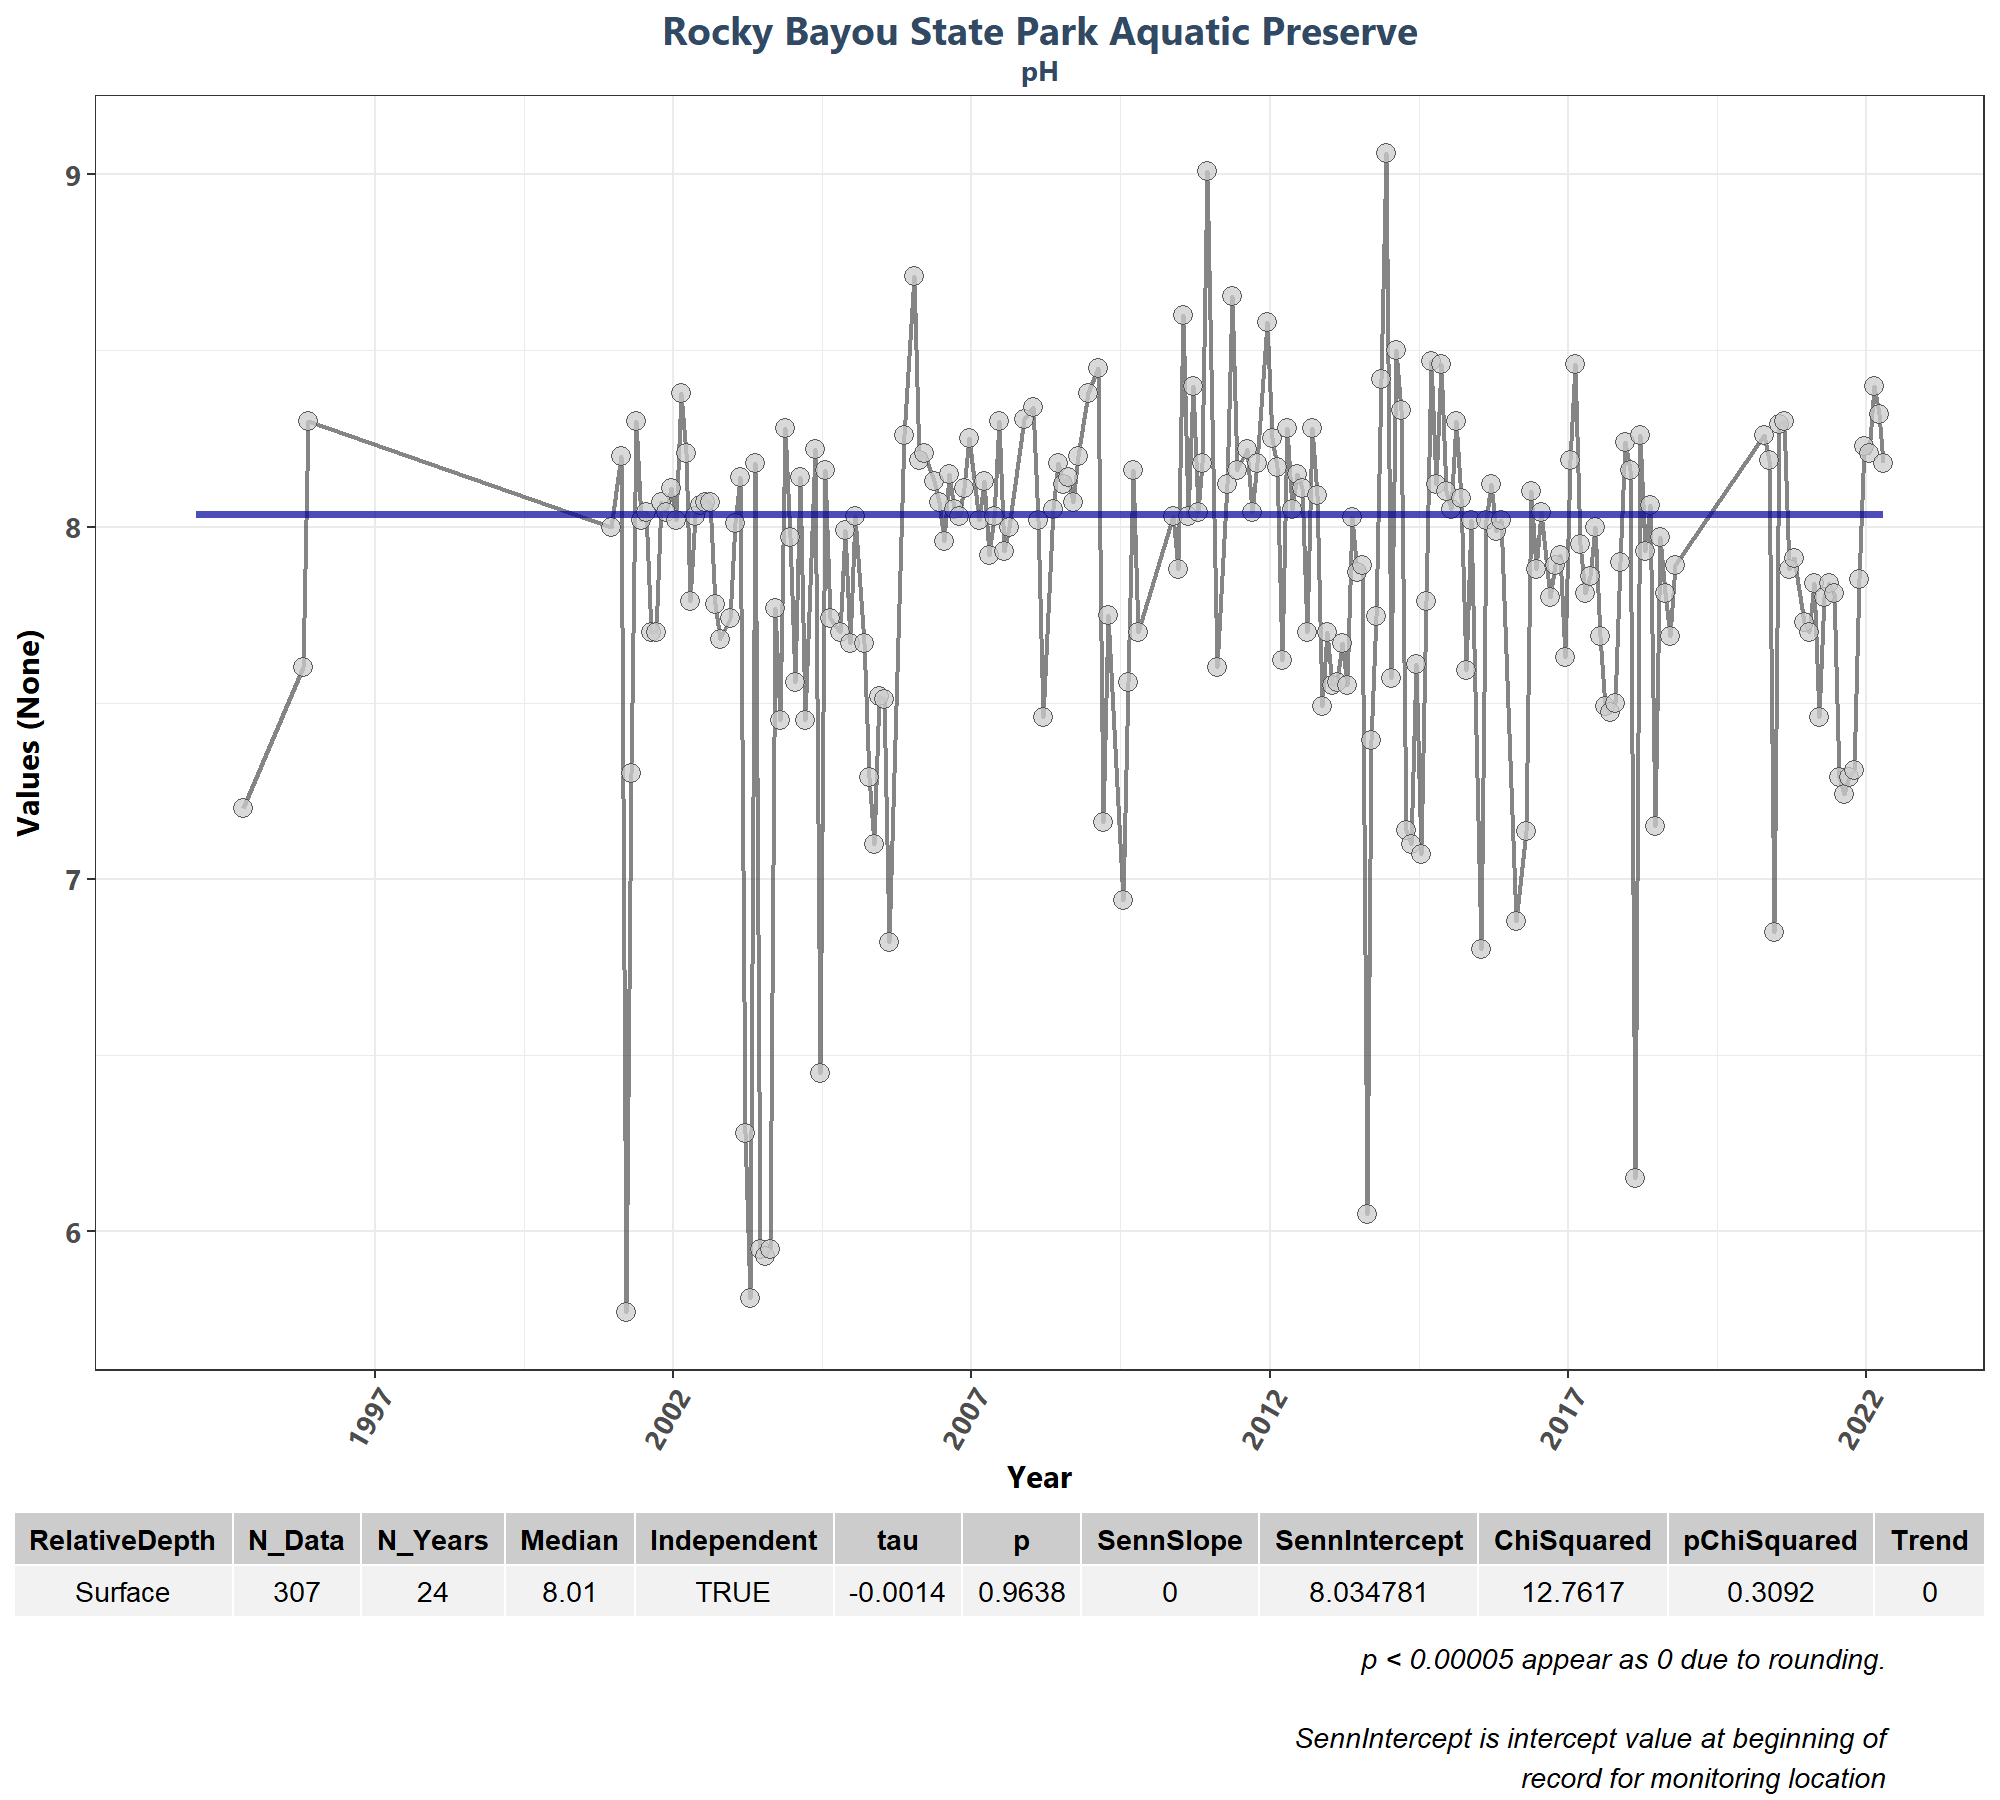 Rocky Bayou State Park Aquatic Preserve
pH
9
8
7
6
Values (None)
1997
2002
2007
2012
2017
2022
Year
RelativeDepth N_Data N_Years Median Independent tau p SennSlope SennIntercept ChiSquared pChiSquared Trend
Surface 307 24 8.01 TRUE -0.0014 0.9638 0 8.034781 12.7617 0.3092 0
p < 0.00005 appear as 0 due to rounding.
SennIntercept is intercept value at beginning of
record for monitoring location